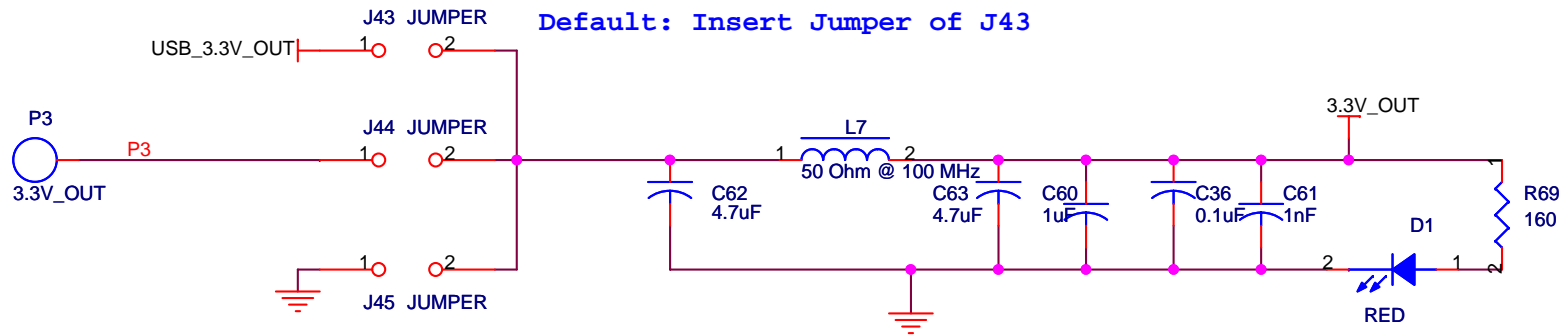 J43 JUMPER
Default: Insert Jumper of J43
USB_3.3V_OUT
1
2
P3
P3
3.3V_OUT
J44 JUMPER
1
2
L7
1
2
50 Ohm @ 100 MHz
3.3V_OUT
C62
4.7uF
C63
4.7uF
C60
1uF
C36
0.1uF
C61
1nF
1
R69
160
2
D1
2
1
RED
1
2
J45 JUMPER